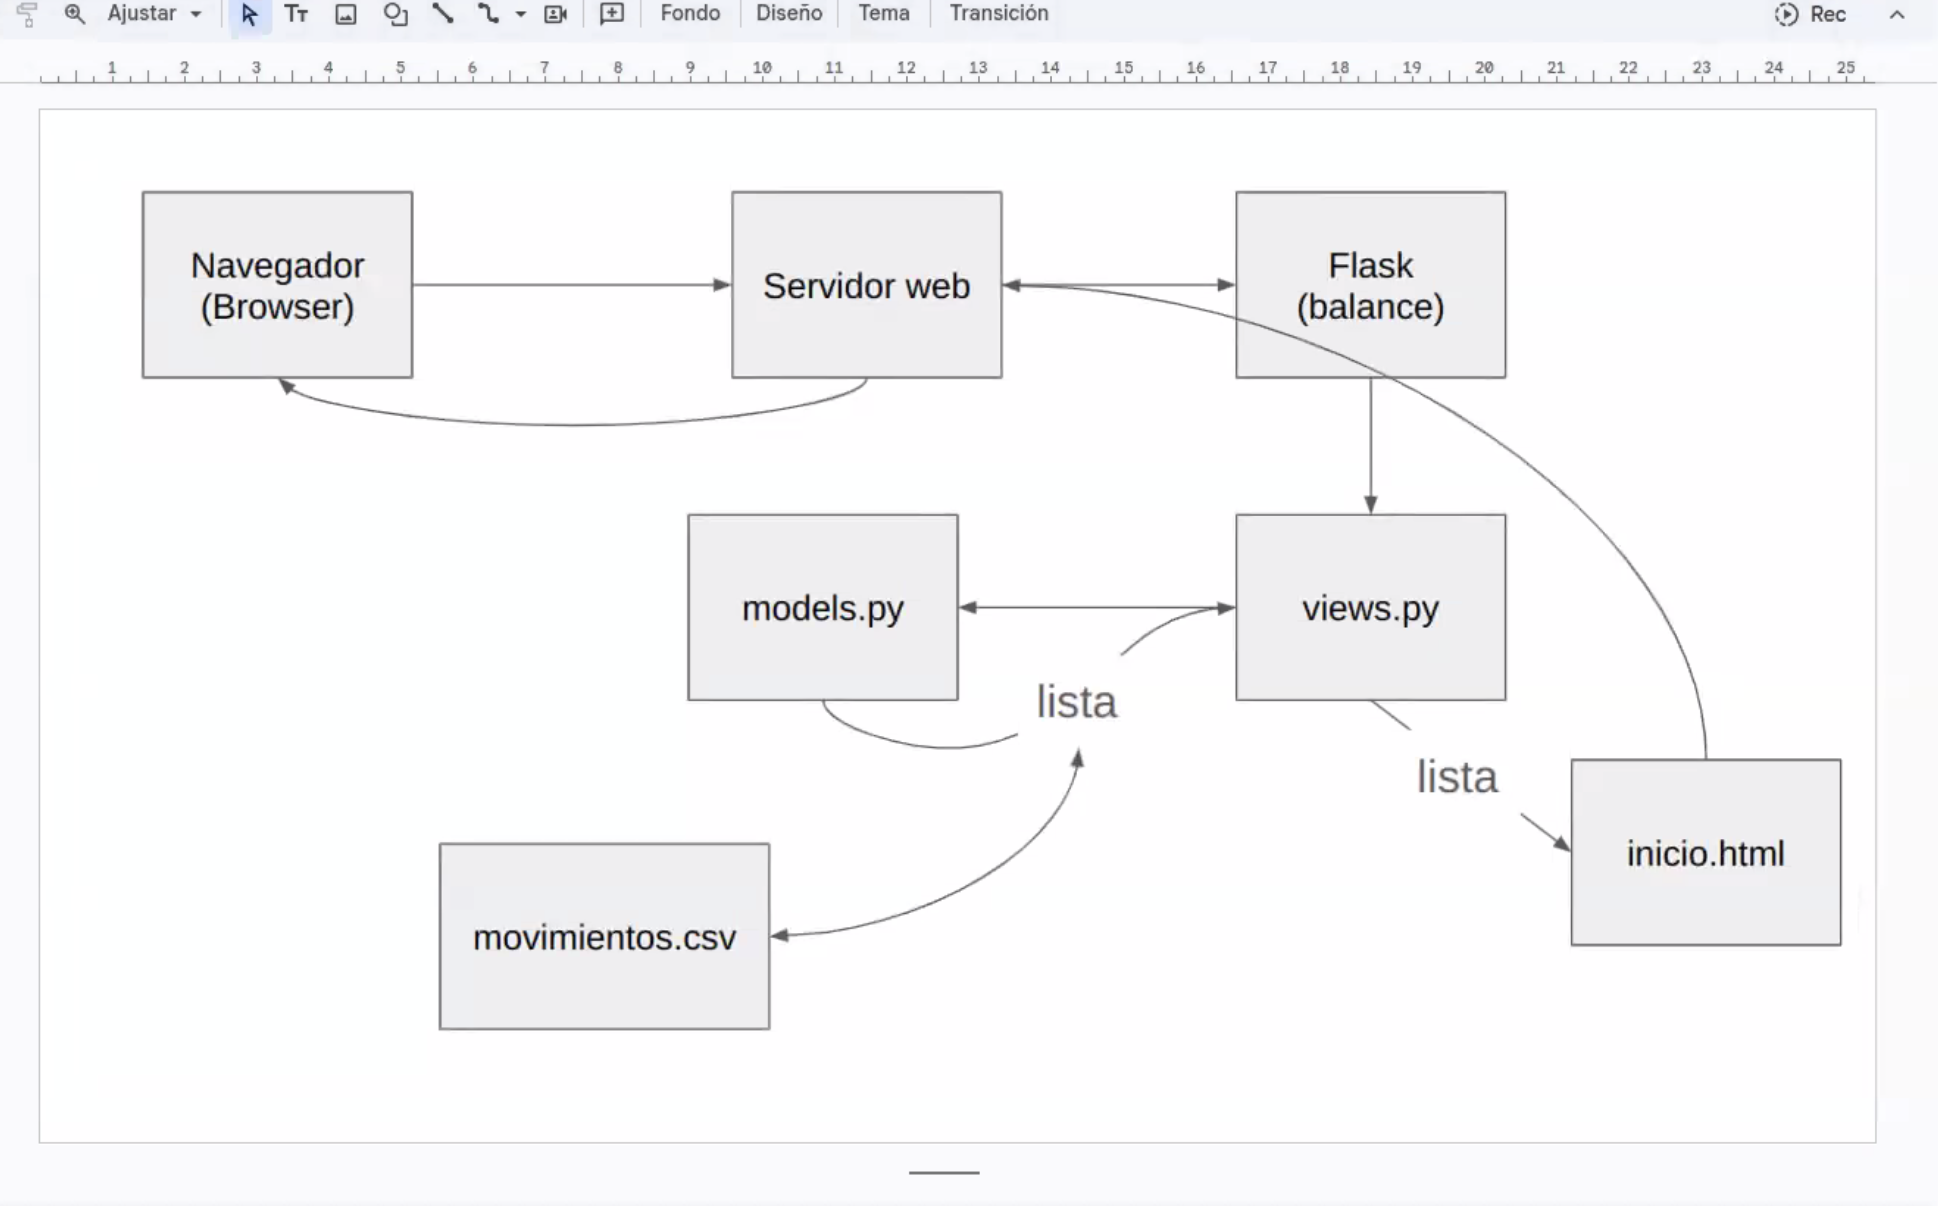 Ajustar
Fondo
Diseño
Tema
Transición
Rec
1 2 3 4 5 6 7 8 9 10 11 12 13 14 15 16 17 18 19 20 21 22 23 24 25
Navegador
(Browser)
Servidor web
Flask
(balance)
models.py
views.py
lista
lista
inicio.html
movimientos.csv